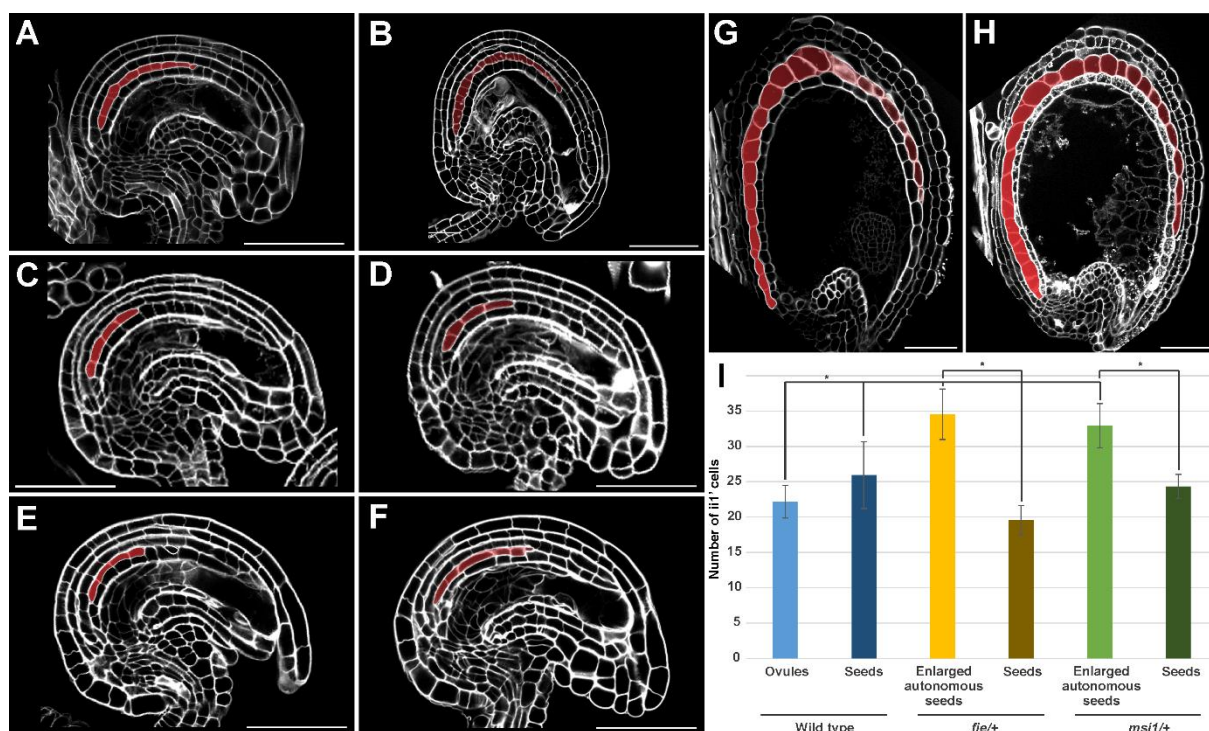 A
B
G
H
C
D
E
F
I
*
*
*
Number of ii1' cells
35
30
25
20
15
10
5
0
Ovules
Seeds
Enlarged
autonomous
seeds
Seeds
Enlarged
autonomous
seeds
Seeds
Wild type
fie/+
msi1/+